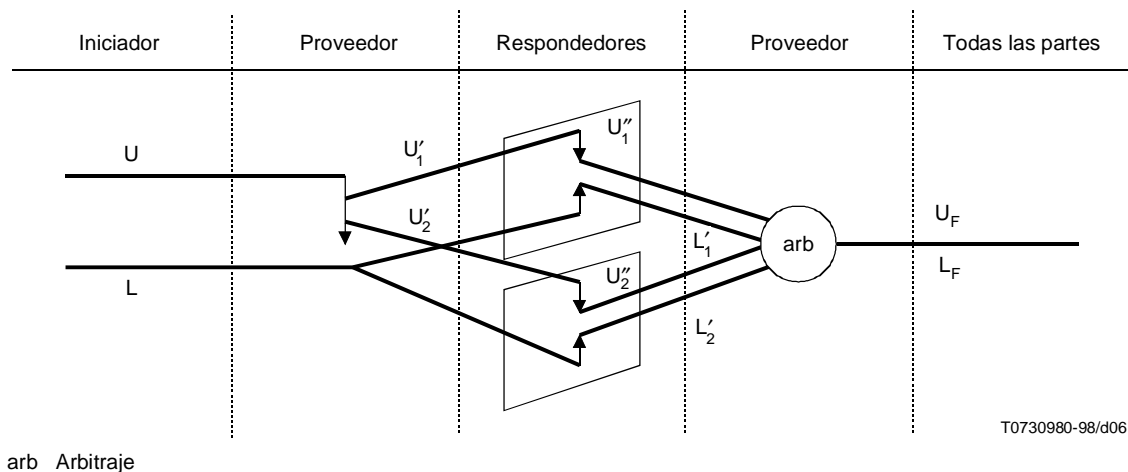 Iniciador Proveedor Respondedores Proveedor Todas las partes
U
L
U′1
U′2
U″1
U″2
L′1
L′2
arb
UF
LF
T0730980-98/d06
arb Arbitraje